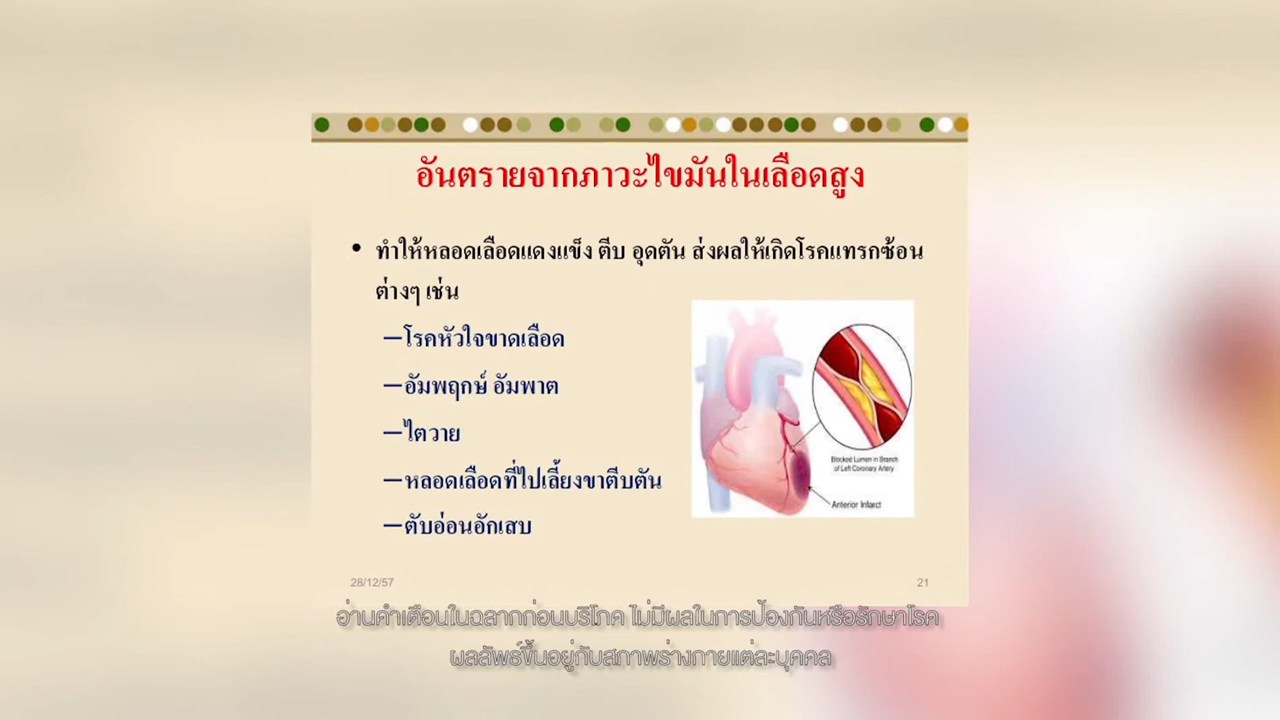 อันตรายจากภาวะไขมันในเลือดสูง
• ทำให้หลอดเลือดแดงแข็ง ตีบ อุดตัน ส่งผลให้เกิดโรคแทรกซ้อน
ต่างๆ เช่น
–โรคหัวใจขาดเลือด
–อัมพฤกษ์ อัมพาต
–ไตวาย
–หลอดเลือดที่ไปเลี้ยงขาตีบตัน
–ตับอ่อนอักเสบ
Blocked Lumen in Branch
of Left Coronary Artery
Anterior Infarct
28/12/57
21
อ่านคำเตือนในฉลากก่อนบริโภค ไม่มีผลในการป้องกันหรือรักษาโรค
ผลลัพธ์ขึ้นอยู่กับสภาพร่างกายแต่ละบุคคล